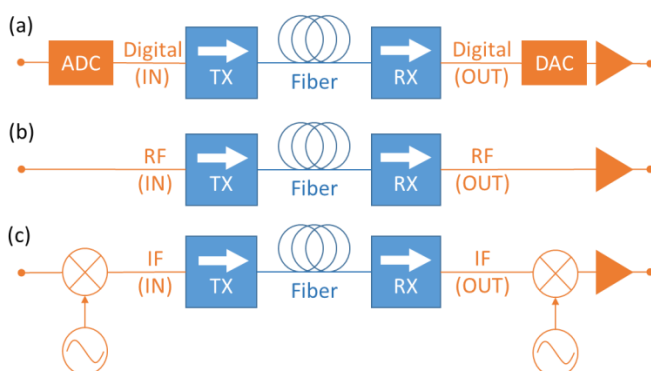 (a)
ADC
Digital
(IN)
TX
Fiber
RX
Digital
(OUT)
DAC
(b)
RF
(IN)
TX
Fiber
RX
RF
(OUT)
(c)
IF
(IN)
TX
Fiber
RX
IF
(OUT)